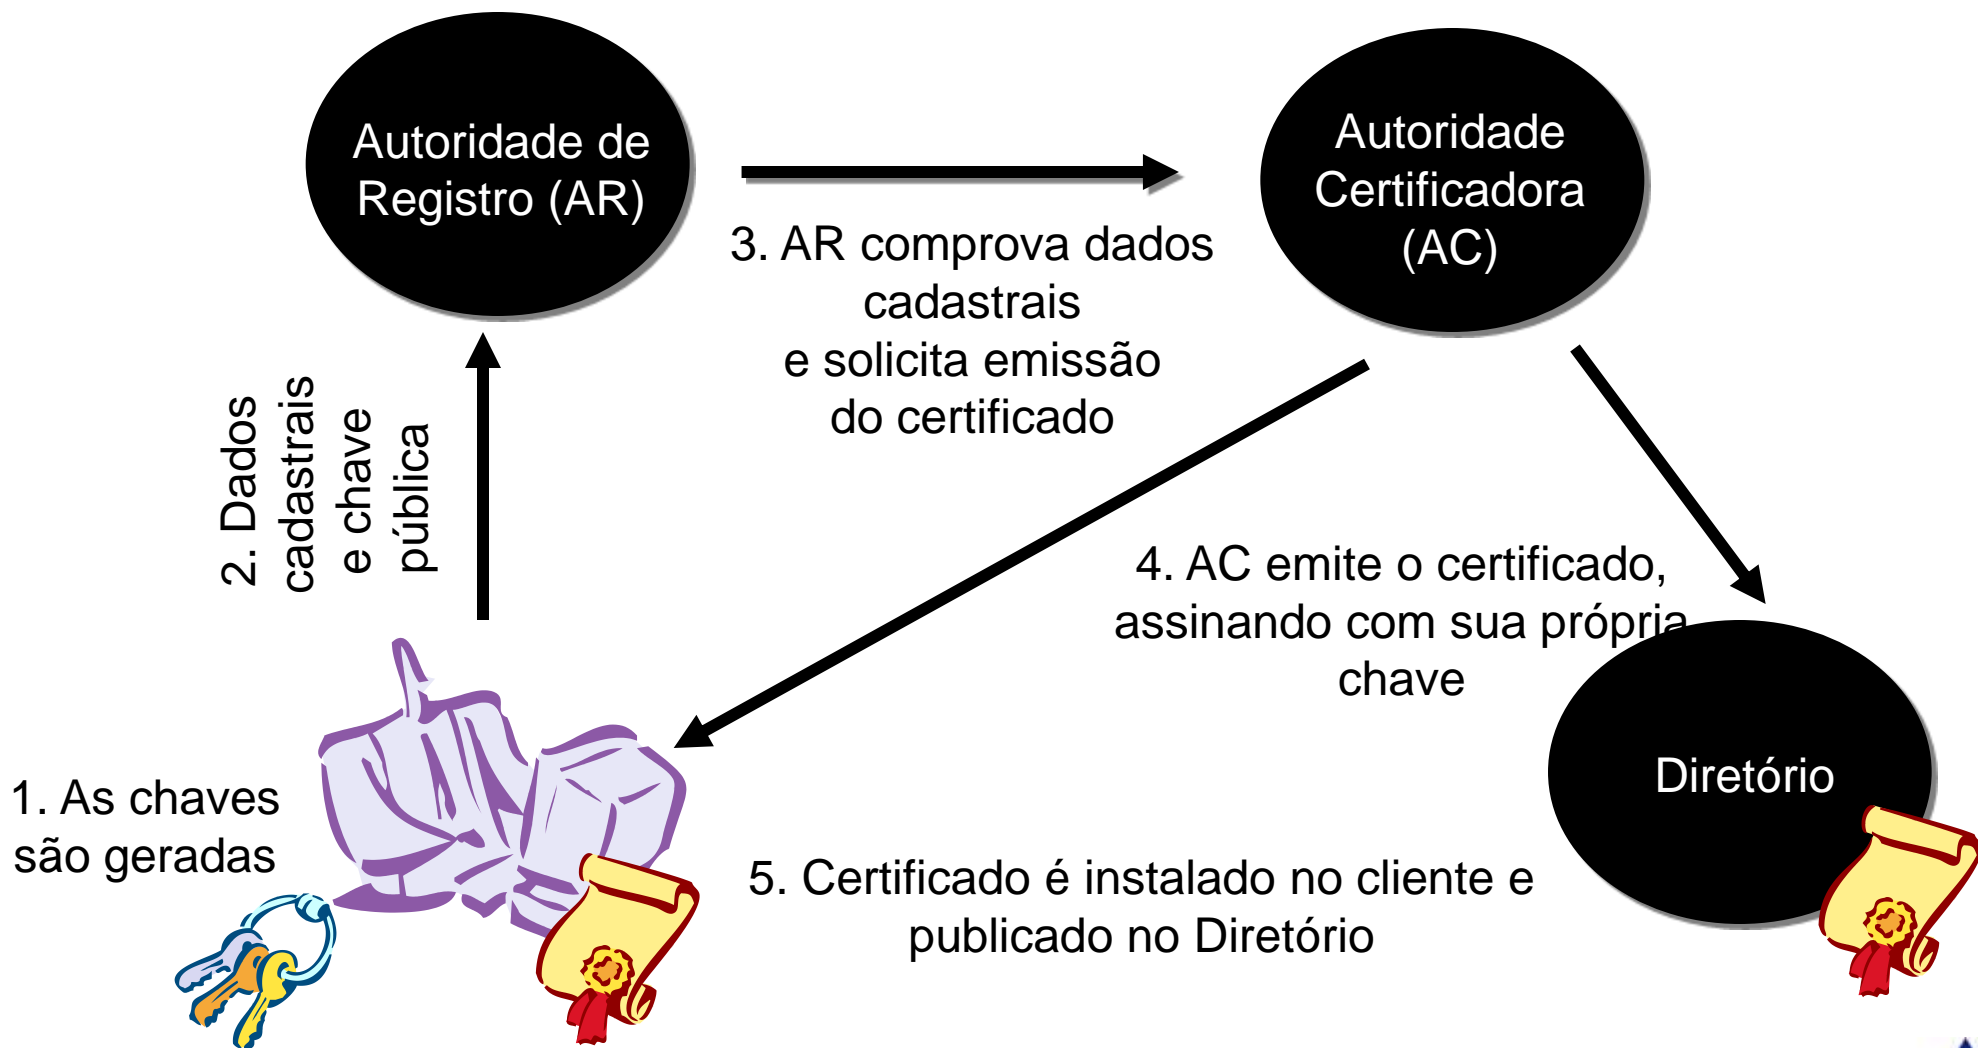 Autoridade de
Registro (AR)
Autoridade
Certificadora
(AC)
3. AR comprova dados
cadastrais
e solicita emissão
do certificado
2. Dados
cadastrais
e chave
pública
4. AC emite o certificado,
assinando com sua própria
chave
Diretório
1. As chaves
são geradas
5. Certificado é instalado no cliente e
publicado no Diretório